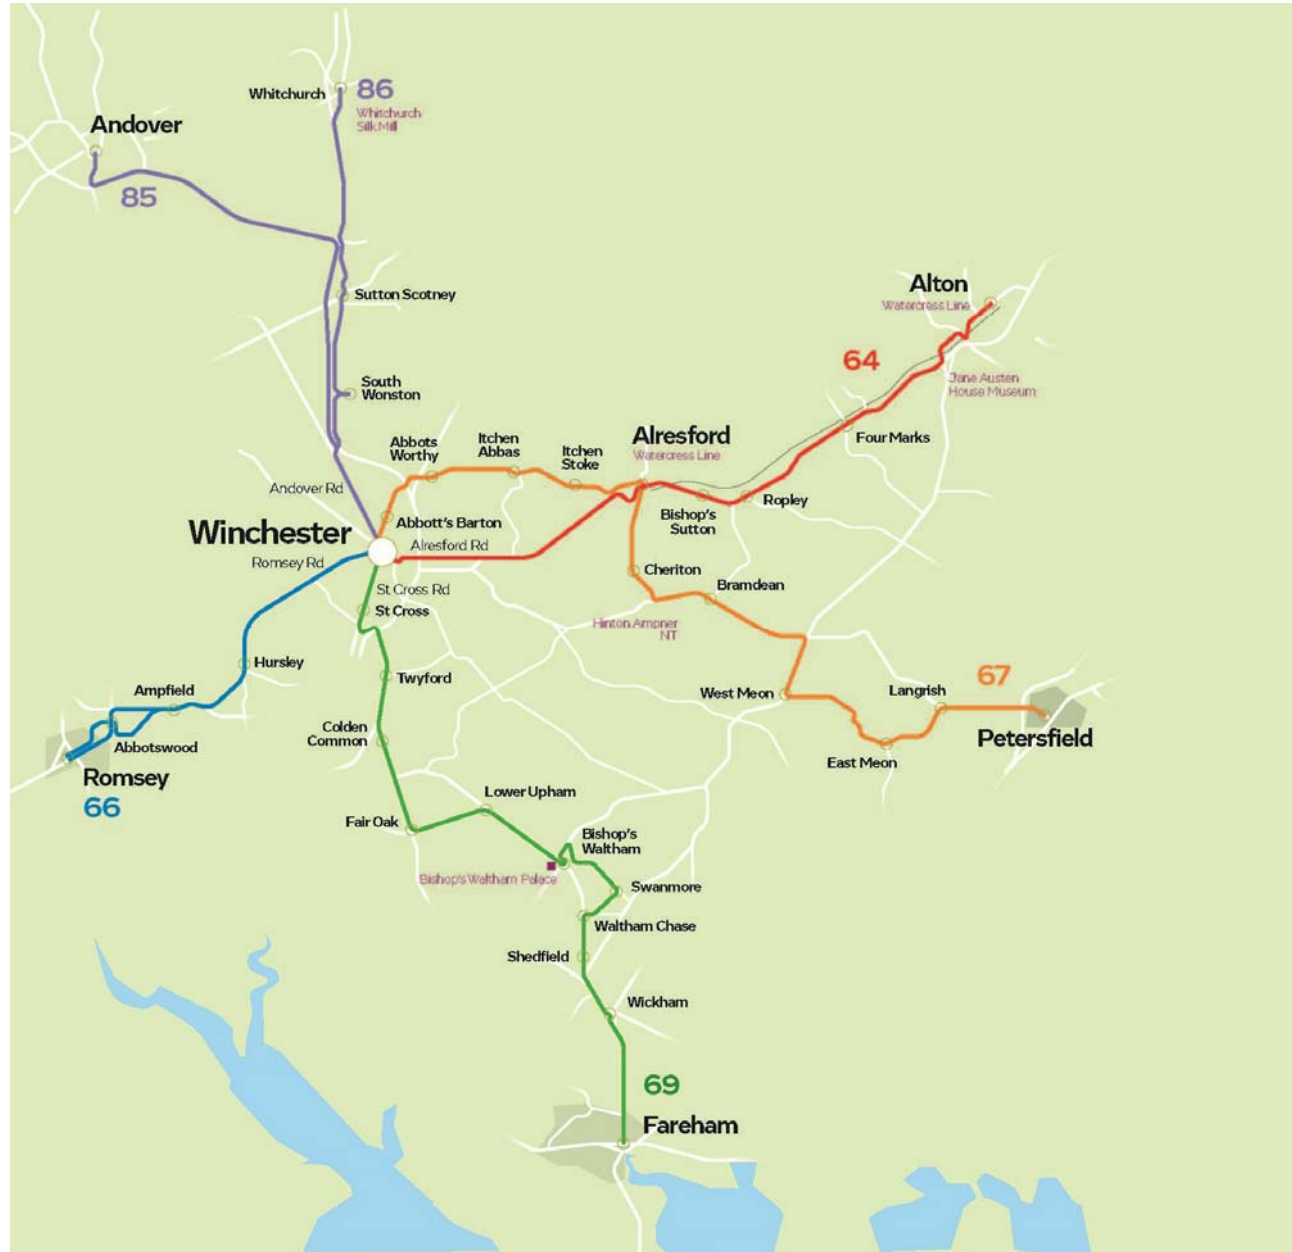 Whitchurch
86
Whitchurch
Silk Mill
Andover
85
Sutton Scotney
Alton
Watercress Line
64
Jane Austen
House Museum
South
Wonston
Abbots
Worthy
Itchen
Abbas
Itchen
Stoke
Alresford
Watercress Line
Four Marks
Andover Rd
Bishop's
Sutton
Ropley
Abbott's Barton
Winchester
Alresford Rd
Romsey Rd
Cheriton
Bramdean
St Cross Rd
St Cross
Hinton Ampner
NT
Hursley
Twyford
67
Ampfield
West Meon
Langrish
Colden
Common
Abbotswood
Petersfield
East Meon
Romsey
66
Lower Upham
Fair Oak
Bishop's
Waltham
Bishop's Waltham Palace
Swanmore
Waltham Chase
Shedfield
Wickham
69
Fareham